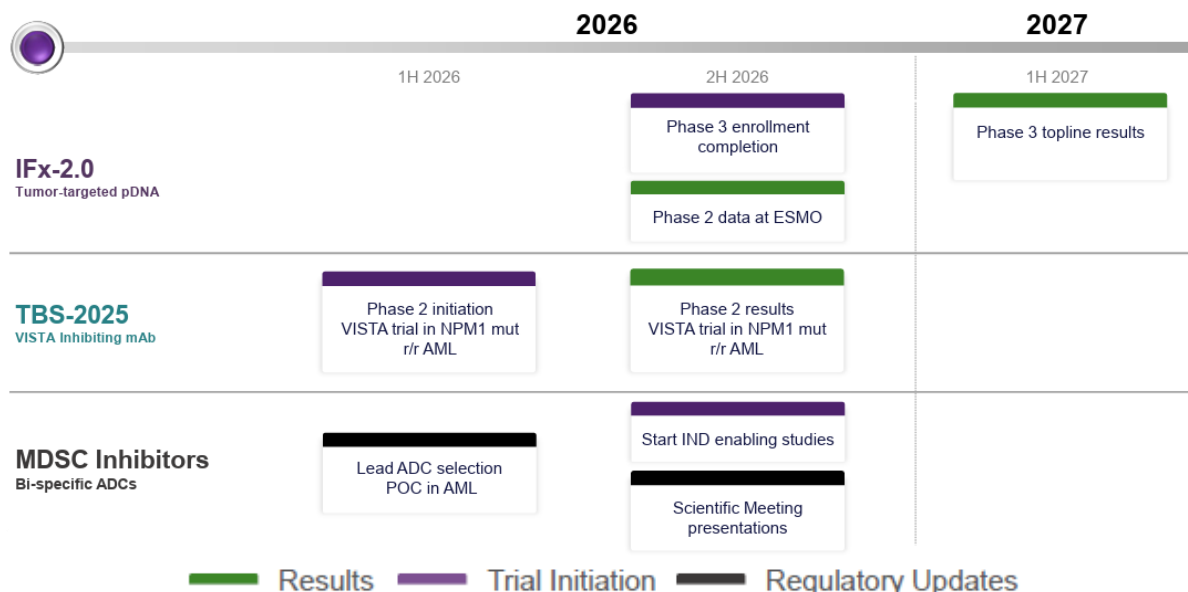 2026
2027
1H 2026
2H 2026
1H 2027
IFx-2.0
Tumor-targeted pDNA
Phase 3 enrollment
completion
Phase 2 data at ESMO
Phase 3 topline results
TBS-2025
VISTA Inhibiting mAb
Phase 2 initiation
VISTA trial in NPM1 mut
r/r AML
Phase 2 results
VISTA trial in NPM1 mut
r/r AML
MDSC Inhibitors
Bi-specific ADCs
Lead ADC selection
POC in AML
Start IND enabling studies
Scientific Meeting
presentations
Results
Trial Initiation
Regulatory Updates